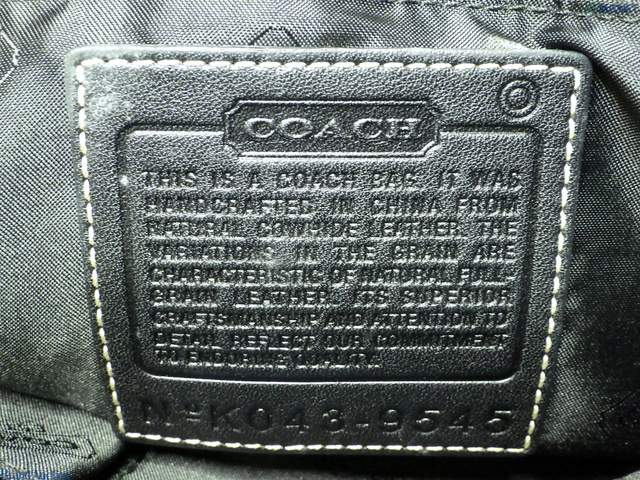 COACH
THIS IS A COACH BAG. IT WAS
HANDCRAFTED IN CHINA FROM
NATURAL COWHIDE LEATHER. THE
VARIATIONS IN THE GRAIN ARE
CHARACTERISTIC OF NATURAL FULL-
GRAIN LEATHER. ITS SUPERIOR
CRAFTSMANSHIP AND ATTENTION TO
DETAIL REFLECT OUR COMMITMENT
TO ENDURING QUALITY.
Nº K043-9545